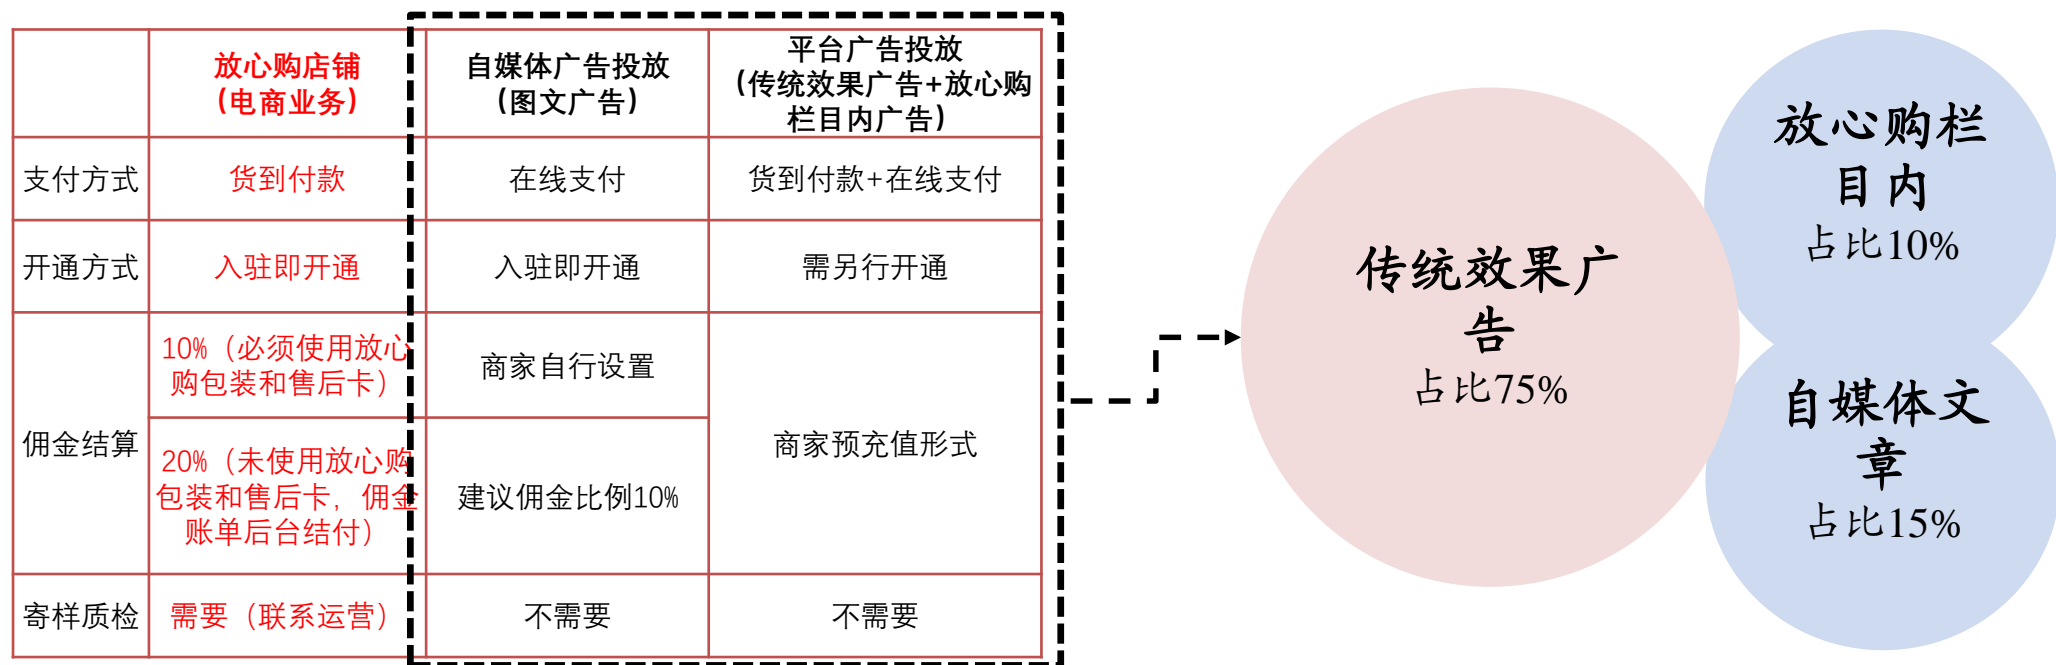 放心购店铺
(电商业务)
自媒体广告投放
(图文广告)
平台广告投放
(传统效果广告+放心购
栏目内广告)
支付方式
货到付款
在线支付
货到付款+在线支付
开通方式
入驻即开通
入驻即开通
需另行开通
佣金结算
10%（必须使用放心
购包装和售后卡）
商家自行设置
商家预充值形式
20%（未使用放心购
包装和售后卡，佣金
账单后台结付）
建议佣金比例10%
寄样质检
需要（联系运营）
不需要
不需要
传统效果广
告
占比75%
放心购栏
目内
占比10%
自媒体文
章
占比15%